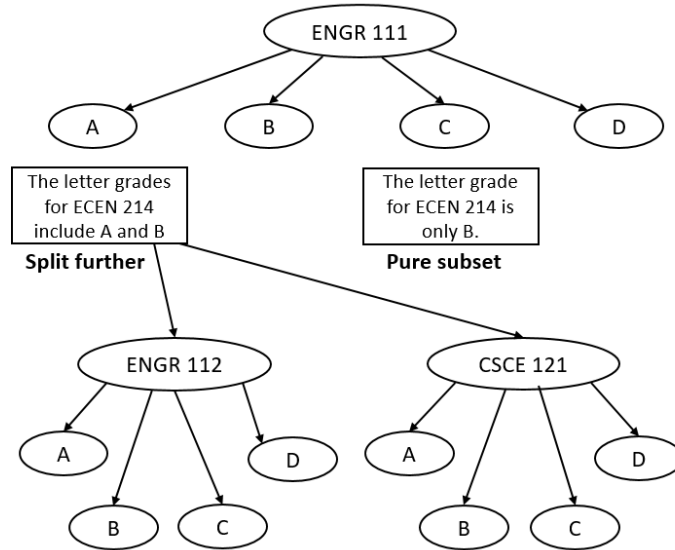 ENGR 111
A
B
C
D
The letter grades
for ECEN 214
include A and B
The letter grade
for ECEN 214 is
only B.
Split further
Pure subset
ENGR 112
CSCE 121
A
D
A
D
B
C
B
C